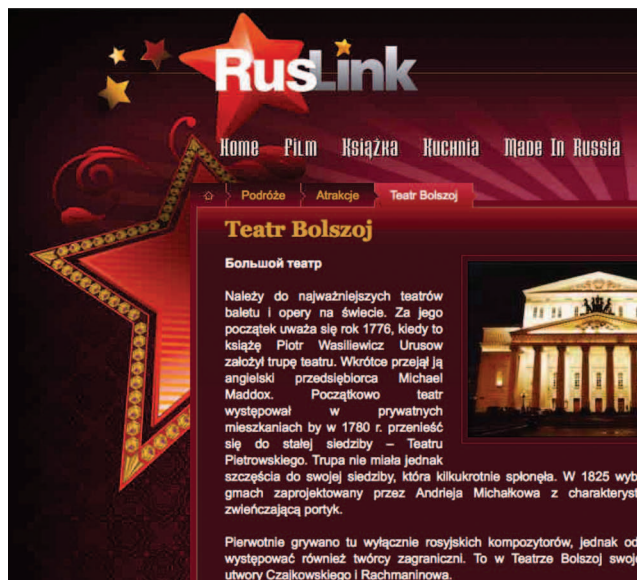 RusLink
Home Film Książka Kuchnia Made In Russia
Podróże Atrakcje Teatr Bolszoj
Teatr Bolszoj
Большой театр
Należy do najważniejszych teatrów
baletu i opery na świecie. Za jego
początek uważa się rok 1776, kiedy to
książę Piotr Wasiliewicz Urusow
założył trupę teatru. Wkrótce przejął ją
angielski przedsiębiorca Michael
Maddox. Początkowo teatr
występował w prywatnych
mieszkaniach by w 1780 r. przenieść
się do stałej siedziby – Teatru
Pietrowskiego. Trupa nie miała jednak
szczęścia do swojej siedziby, która kilkukrotnie spłonęła. W 1825 wyb
gmach zaprojektowany przez Andrieja Michałkowa z charakteryst
zwieńczającą portyk.
Pierwotnie grywano tu wyłącznie rosyjskich kompozytorów, jednak od
występować również twórcy zagraniczni. To w Teatrze Bolszoj swoje
utwory Czajkowskiego i Rachmaninowa.